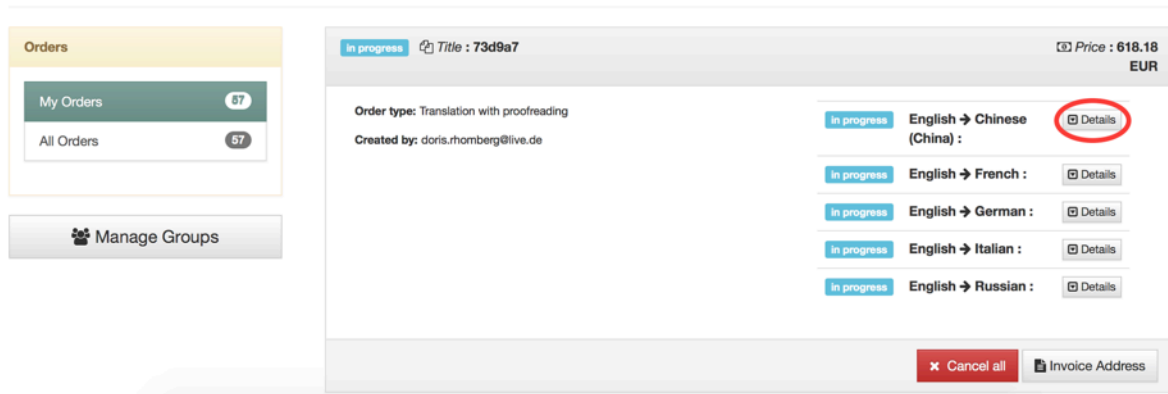 Orders
My Orders 57
All Orders 57
Manage Groups
in progress Title : 73d9a7
Price : 618.18
EUR
Order type: Translation with proofreading
Created by: doris.rhomberg@live.de
in progress English → Chinese Details
(China) :
in progress English → French : Details
in progress English → German : Details
in progress English → Italian : Details
in progress English → Russian : Details
Cancel all Invoice Address